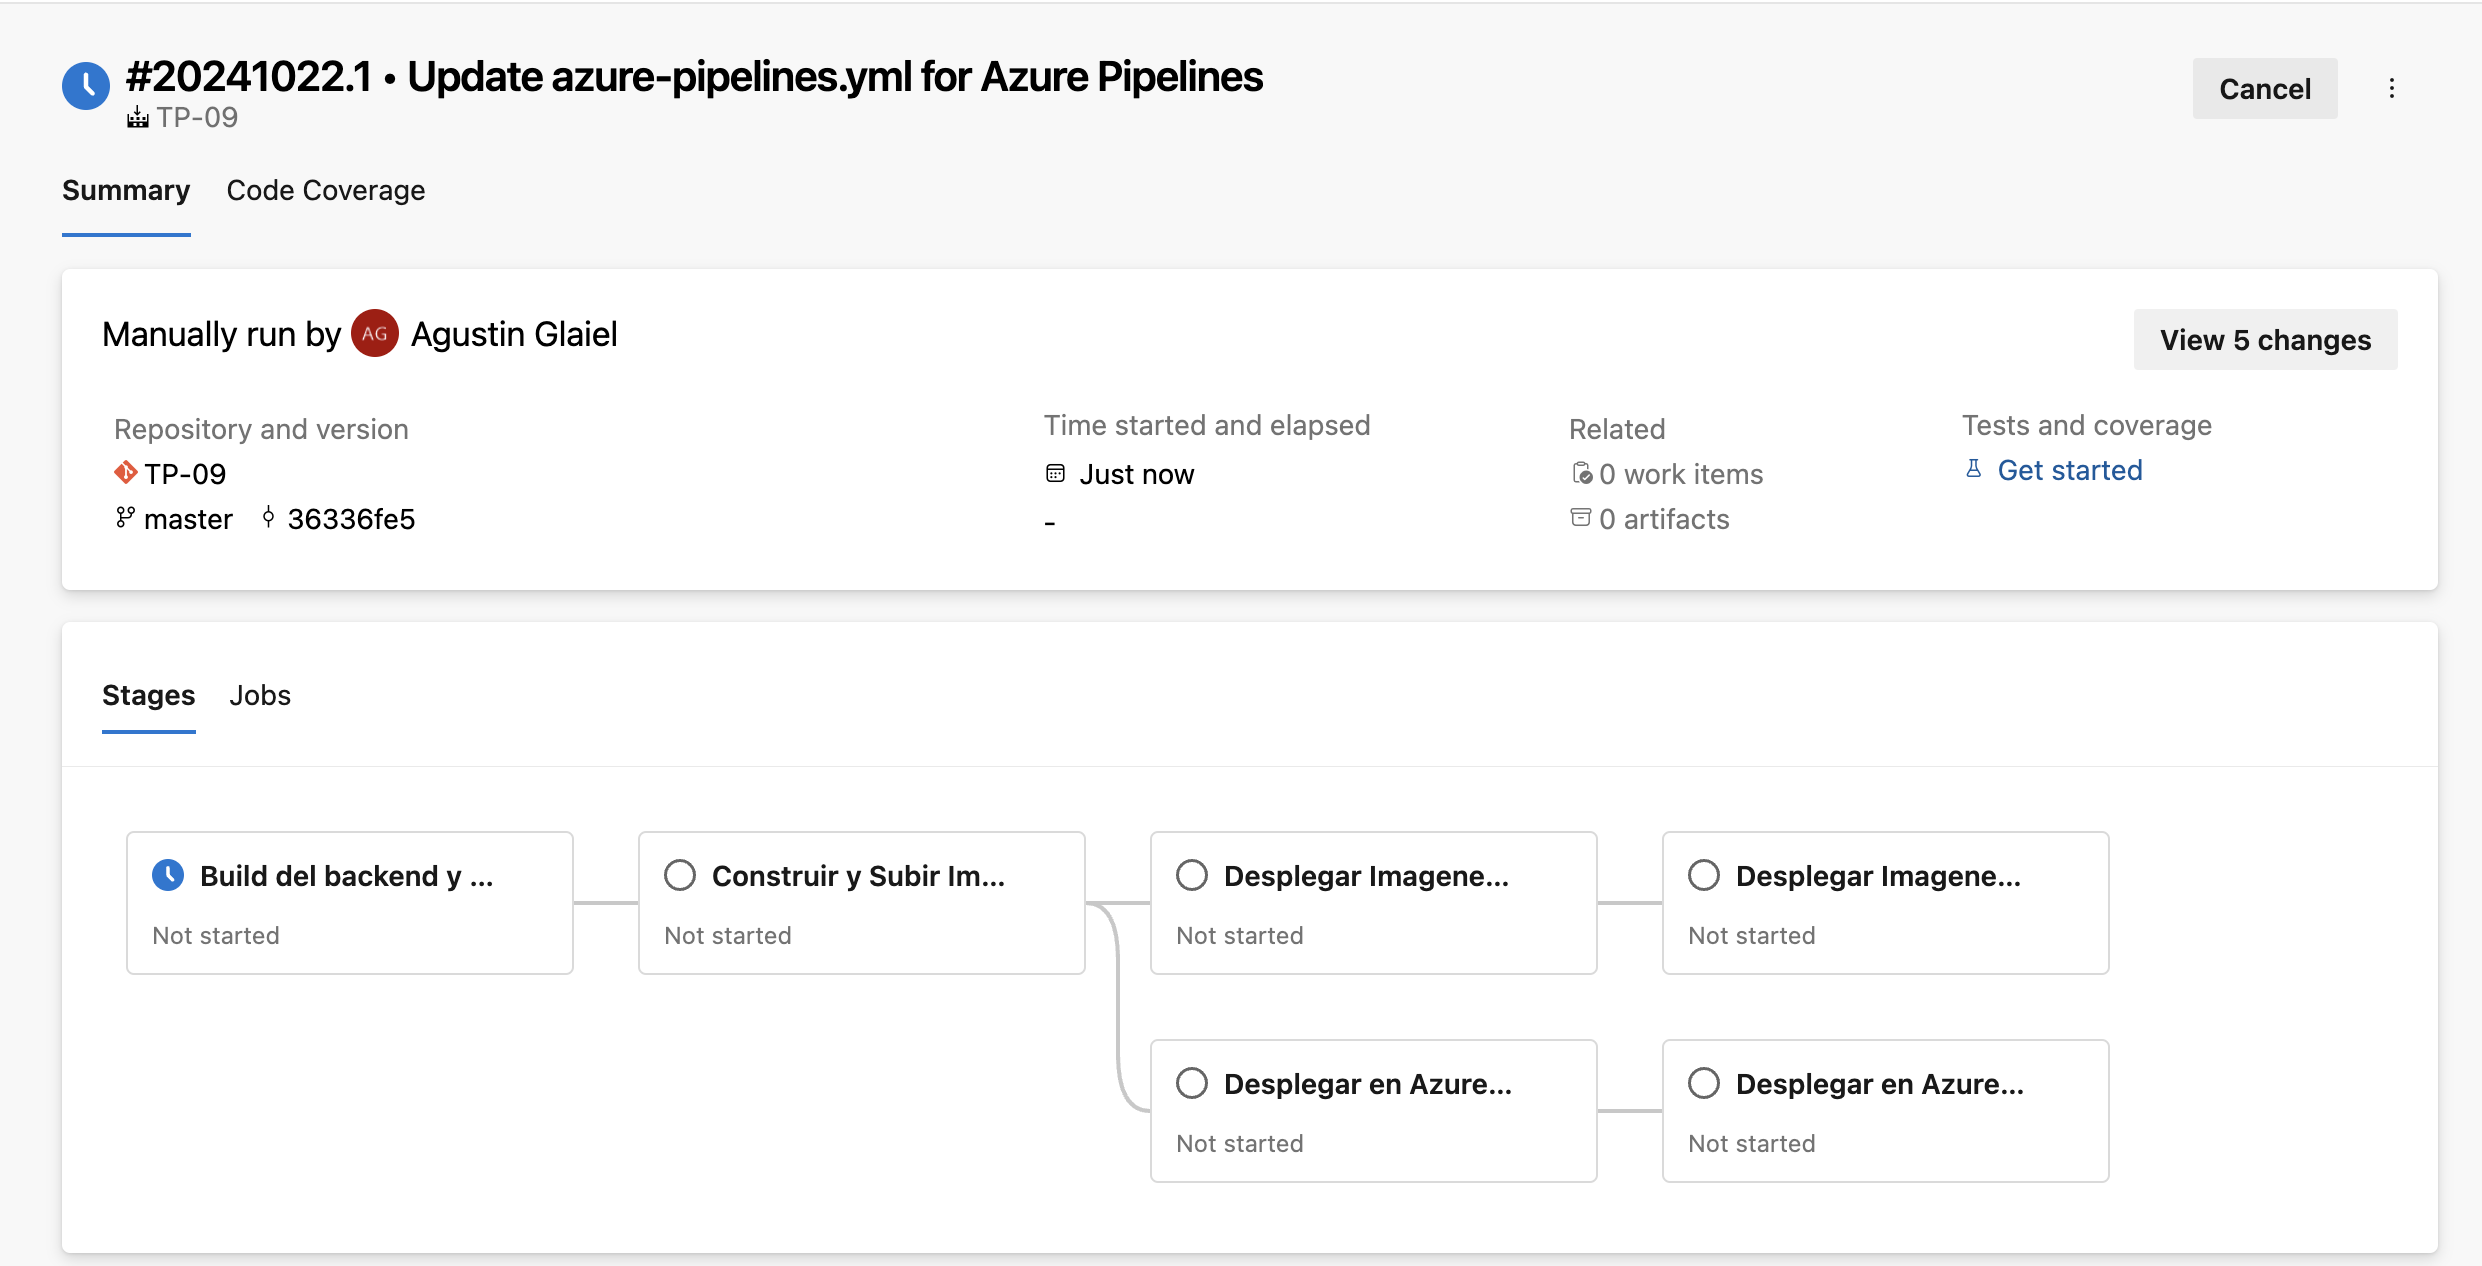 #20241022.1 • Update azure-pipelines.yml for Azure Pipelines
TP-09
Cancel
Summary
Code Coverage
Manually run by AG Agustin Glaiel
View 5 changes
Repository and version
TP-09
master 36336fe5
Time started and elapsed
Just now
-
Related
0 work items
0 artifacts
Tests and coverage
Get started
Stages
Jobs
Build del backend y ...
Not started
Construir y Subir Im...
Not started
Desplegar Imagene...
Not started
Desplegar Imagene...
Not started
Desplegar en Azure...
Not started
Desplegar en Azure...
Not started